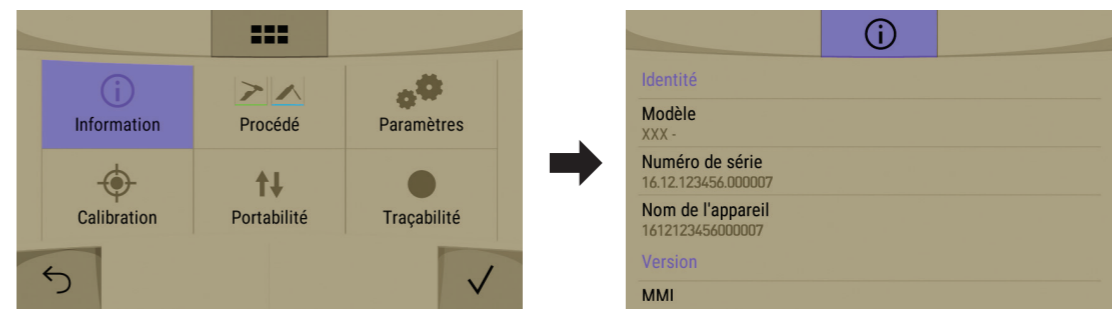 Information
Procédé
Paramètres
Calibration
Portabilité
Traçabilité
Identité
Modèle
XXX -
Numéro de série
16.12.123456.000007
Nom de l'appareil
1612123456000007
Version
MMI